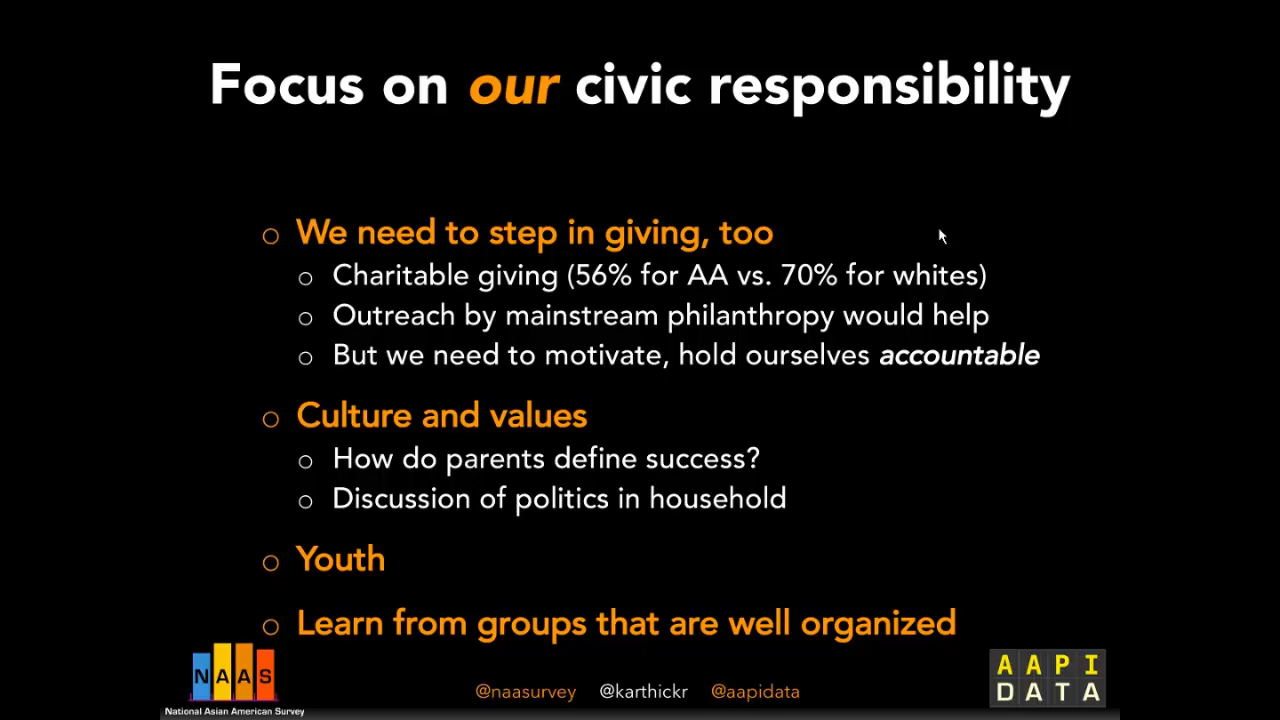 Focus on our civic responsibility
We need to step in giving, too
Charitable giving (56% for AA vs. 70% for whites)
Outreach by mainstream philanthropy would help
But we need to motivate, hold ourselves accountable
Culture and values
How do parents define success?
Discussion of politics in household
Youth
Learn from groups that are well organized
NAAS
National Asian American Survey
@naasurvey @karthickr @aapidata
AAPI
DATA